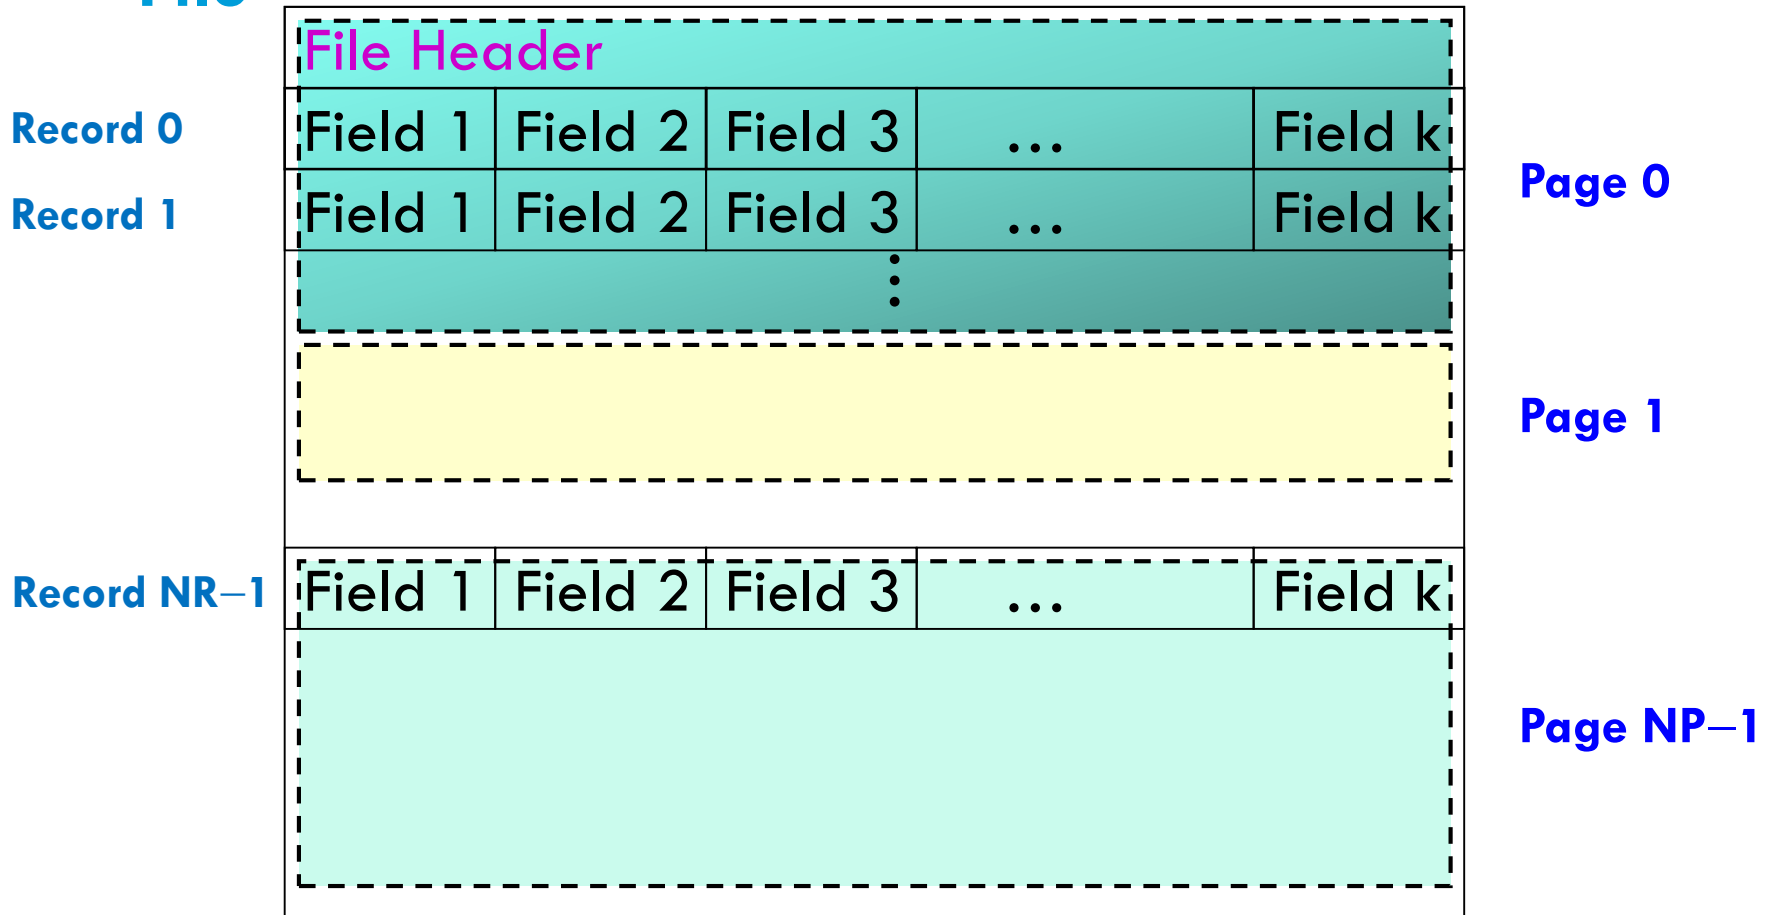 File
File Header
Record 0 Field 1 Field 2 Field 3 ... Field k
Page 0
Record 1 Field 1 Field 2 Field 3 ... Field k
⋮
Page 1
Record NR–1 Field 1 Field 2 Field 3 ... Field k
Page NP–1